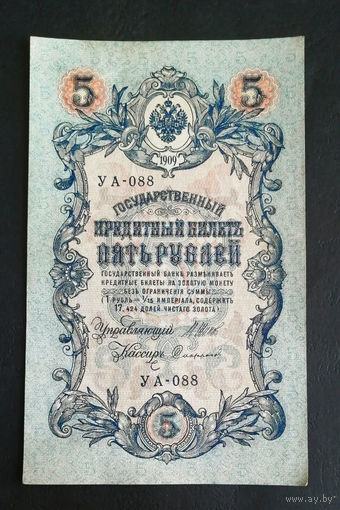 5 5
1909
УА-088
ГОСУДАРСТВЕННЫЙ
КРЕДИТНЫЙ БИЛЕТЪ
ПЯТЬ РУБЛЕЙ
ГОСУДАРСТВЕННЫЙ БАНКЪ РАЗМѢНИВАЕТЪ
КРЕДИТНЫЕ БИЛЕТЫ НА ЗОЛОТУЮ МОНЕТУ
БЕЗЪ ОГРАНИЧЕНІЯ СУММЫ
(1 РУБЛЬ = 1/15 ИМПЕРІАЛА, СОДЕРЖИТЪ
17,424 ДОЛЕЙ ЧИСТАГО ЗОЛОТА)
Управляющій
Кассиръ
УА-088
5
www.ay.by